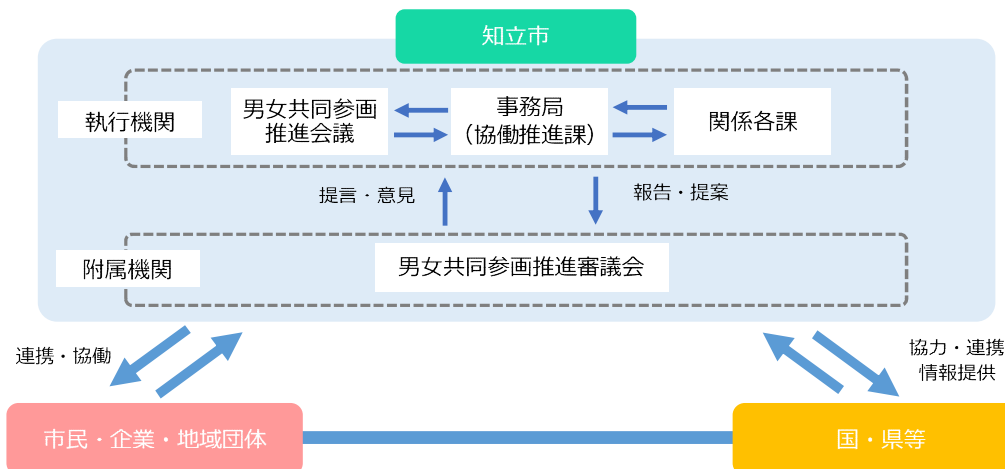 知立市
執行機関
男女共同参画
推進会議
事務局
（協働推進課）
関係各課
提言・意見
報告・提案
附属機関
男女共同参画推進審議会
連携・協働
協力・連携
情報提供
市民・企業・地域団体
国・県等